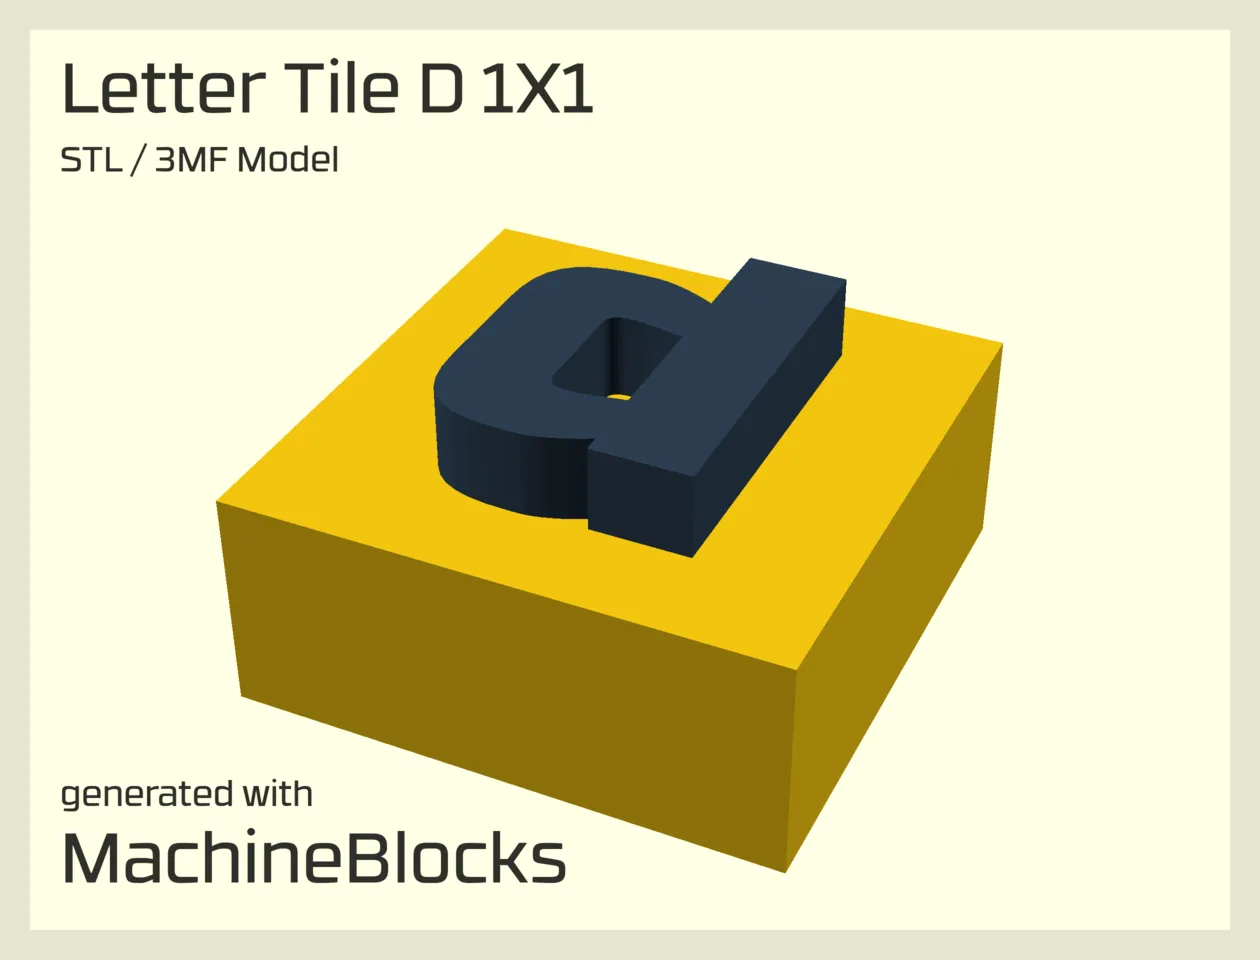 Letter Tile D 1X1
STL / 3MF Model
d
generated with
MachineBlocks